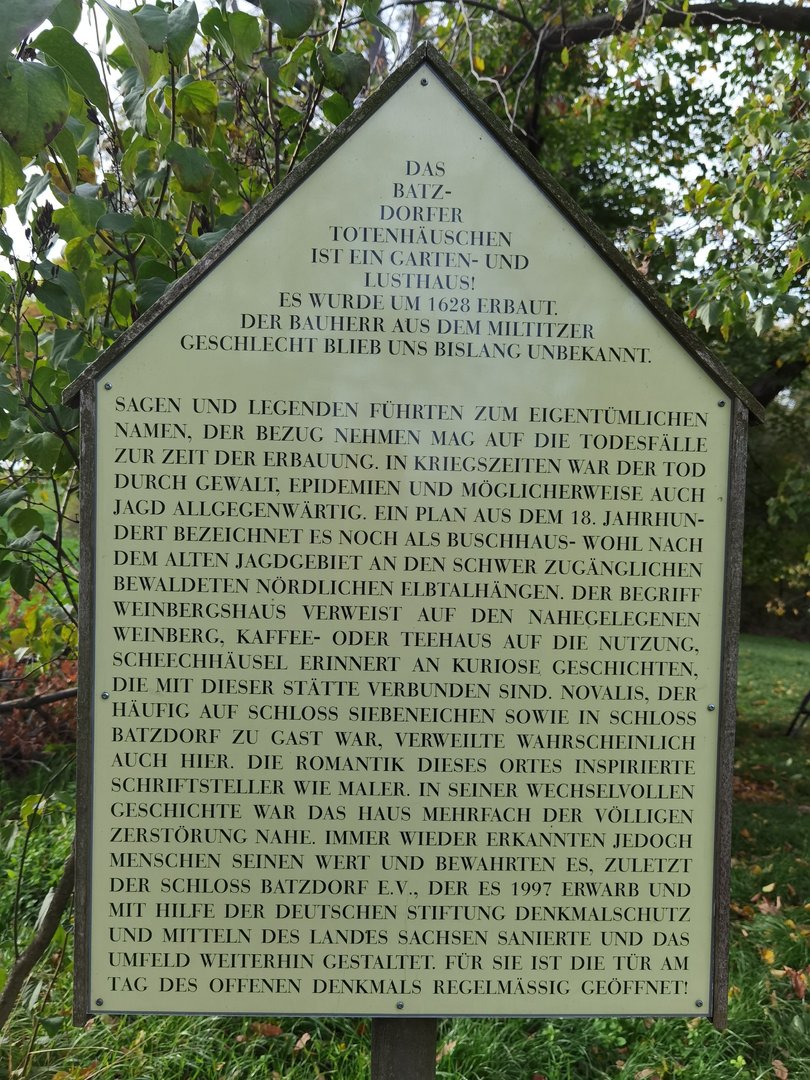 DAS
BATZ-
DORFER
TOTENHÄUSCHEN
IST EIN GARTEN- UND
LUSTHAUS!
ES WURDE UM 1628 ERBAUT.
DER BAUHERR AUS DEM MILTITZER
GESCHLECHT BLIEB UNS BISLANG UNBEKANNT.
SAGEN UND LEGENDEN FÜHRTEN ZUM EIGENTÜMLICHEN
NAMEN, DER BEZUG NEHMEN MAG AUF DIE TODESFÄLLE
ZUR ZEIT DER ERBAUUNG. IN KRIEGSZEITEN WAR DER TOD
DURCH GEWALT, EPIDEMIEN UND MÖGLICHERWEISE AUCH
JAGD ALLGEGENWÄRTIG. EIN PLAN AUS DEM 18. JAHRHUN-
DERT BEZEICHNET ES NOCH ALS BUSCHHAUS- WOHL NACH
DEM ALTEN JAGDGEBIET AN DEN SCHWER ZUGÄNGLICHEN
BEWALDETEN NÖRDLICHEN ELBTALHÄNGEN. DER BEGRIFF
WEINBERGSHAUS VERWEIST AUF DEN NAHEGELEGENEN
WEINBERG, KAFFEE- ODER TEEHAUS AUF DIE NUTZUNG,
SCHEECHHÄUSEL ERINNERT AN KURIOSE GESCHICHTEN,
DIE MIT DIESER STÄTTE VERBUNDEN SIND. NOVALIS, DER
HÄUFIG AUF SCHLOSS SIEBENEICHEN SOWIE IN SCHLOSS
BATZDORF ZU GAST WAR, VERWEILTE WAHRSCHEINLICH
AUCH HIER. DIE ROMANTIK DIESES ORTES INSPIRIERTE
SCHRIFTSTELLER WIE MALER. IN SEINER WECHSELVOLLEN
GESCHICHTE WAR DAS HAUS MEHRFACH DER VÖLLIGEN
ZERSTÖRUNG NAHE. IMMER WIEDER ERKANNTEN JEDOCH
MENSCHEN SEINEN WERT UND BEWAHRTEN ES, ZULETZT
DER SCHLOSS BATZDORF E.V., DER ES 1997 ERWARB UND
MIT HILFE DER DEUTSCHEN STIFTUNG DENKMALSCHUTZ
UND MITTELN DES LANDES SACHSEN SANIERTE UND DAS
UMFELD WEITERHIN GESTALTET. FÜR SIE IST DIE TÜR AM
TAG DES OFFENEN DENKMALS REGELMÄSSIG GEÖFFNET!